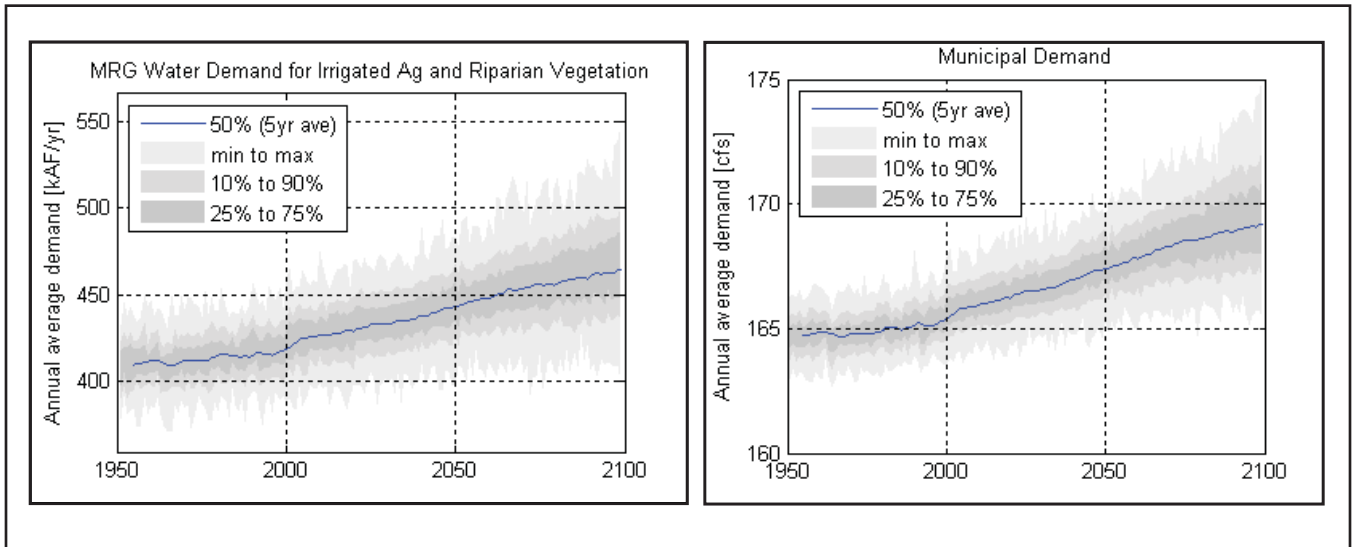 MRG Water Demand for Irrigated Ag and Riparian Vegetation
Annual average demand [kAF/yr]
550
500
450
400
50% (5yr ave)
min to max
10% to 90%
25% to 75%
1950 2000 2050 2100
Municipal Demand
Annual average demand [cfs]
175
170
165
160
50% (5yr ave)
min to max
10% to 90%
25% to 75%
1950 2000 2050 2100